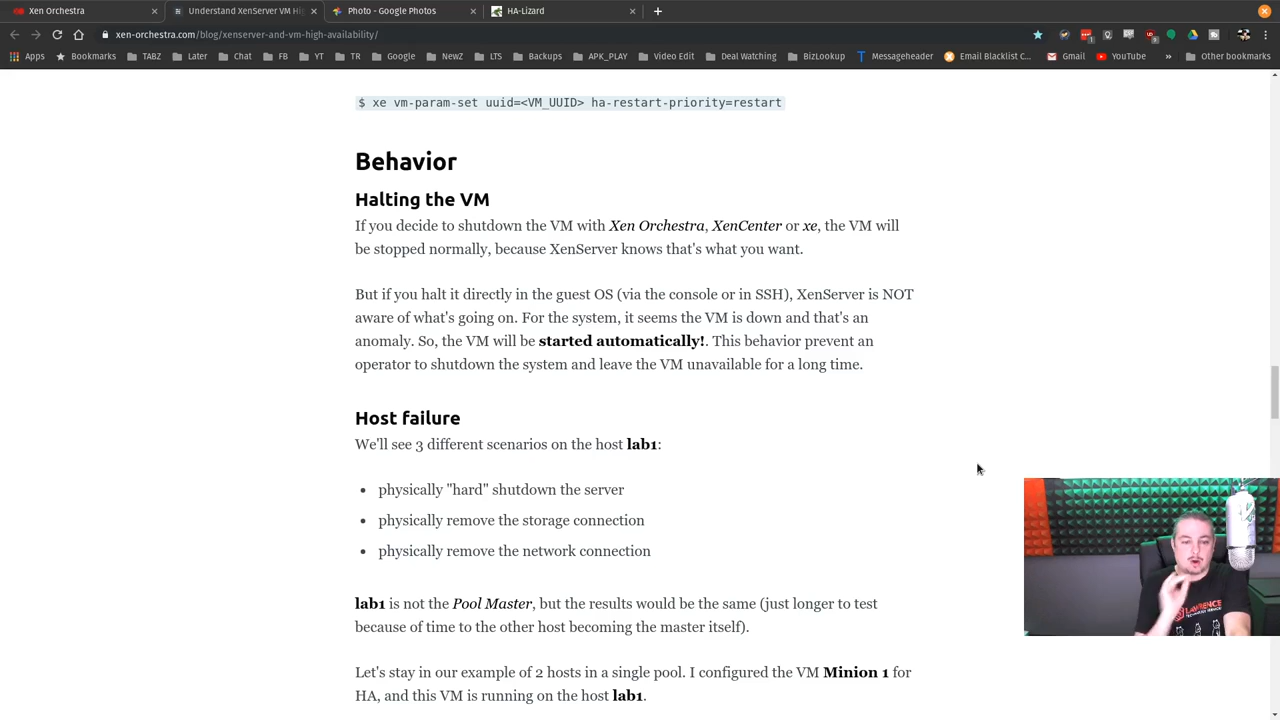 Xen Orchestra
Understand XenServer VM Hi
Photo - Google Photos
HA-Lizard
xen-orchestra.com/blog/xenserver-and-vm-high-availability/
Apps
Bookmarks
TABZ
Later
Chat
FB
YT
TR
Google
NewZ
LTS
Backups
APK_PLAY
Video Edit
Deal Watching
BizLookup
Messageheader
Email Blacklist C...
Gmail
YouTube
»
Other bookmarks
$ xe vm-param-set uuid=<VM_UUID> ha-restart-priority=restart
Behavior
Halting the VM
If you decide to shutdown the VM with Xen Orchestra, XenCenter or xe, the VM will
be stopped normally, because XenServer knows that's what you want.
But if you halt it directly in the guest OS (via the console or in SSH), XenServer is NOT
aware of what's going on. For the system, it seems the VM is down and that's an
anomaly. So, the VM will be started automatically!. This behavior prevent an
operator to shutdown the system and leave the VM unavailable for a long time.
Host failure
We'll see 3 different scenarios on the host lab1:
• physically "hard" shutdown the server
• physically remove the storage connection
• physically remove the network connection
lab1 is not the Pool Master, but the results would be the same (just longer to test
because of time to the other host becoming the master itself).
Let's stay in our example of 2 hosts in a single pool. I configured the VM Minion 1 for
HA, and this VM is running on the host lab1.
LAWRENCE